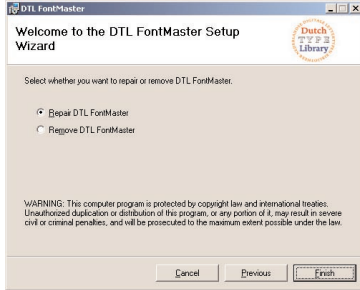 DTL FontMaster
Welcome to the DTL FontMaster Setup
Wizard
Dutch
TYPE
Library
Select whether you want to repair or remove DTL FontMaster.
Repair DTL FontMaster
Remove DTL FontMaster
WARNING: This computer program is protected by copyright law and international treaties.
Unauthorized duplication or distribution of this program, or any portion of it, may result in severe
civil or criminal penalties, and will be prosecuted to the maximum extent possible under the law.
Cancel
Previous
Finish